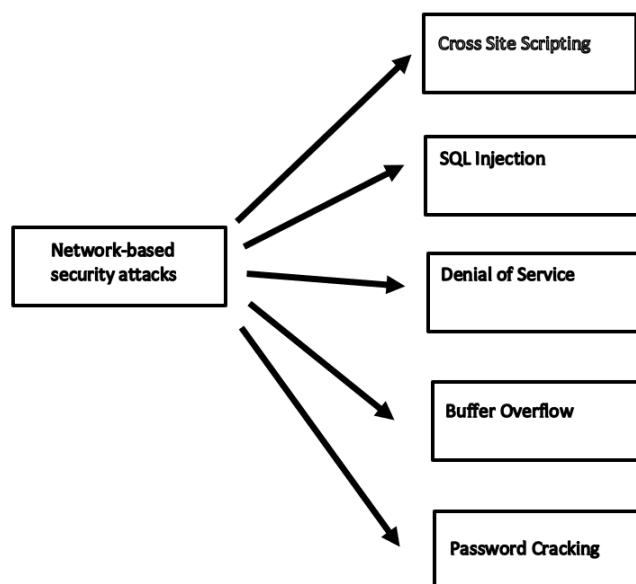 Cross Site Scripting
SQL Injection
Network-based
security attacks
Denial of Service
Buffer Overflow
Password Cracking